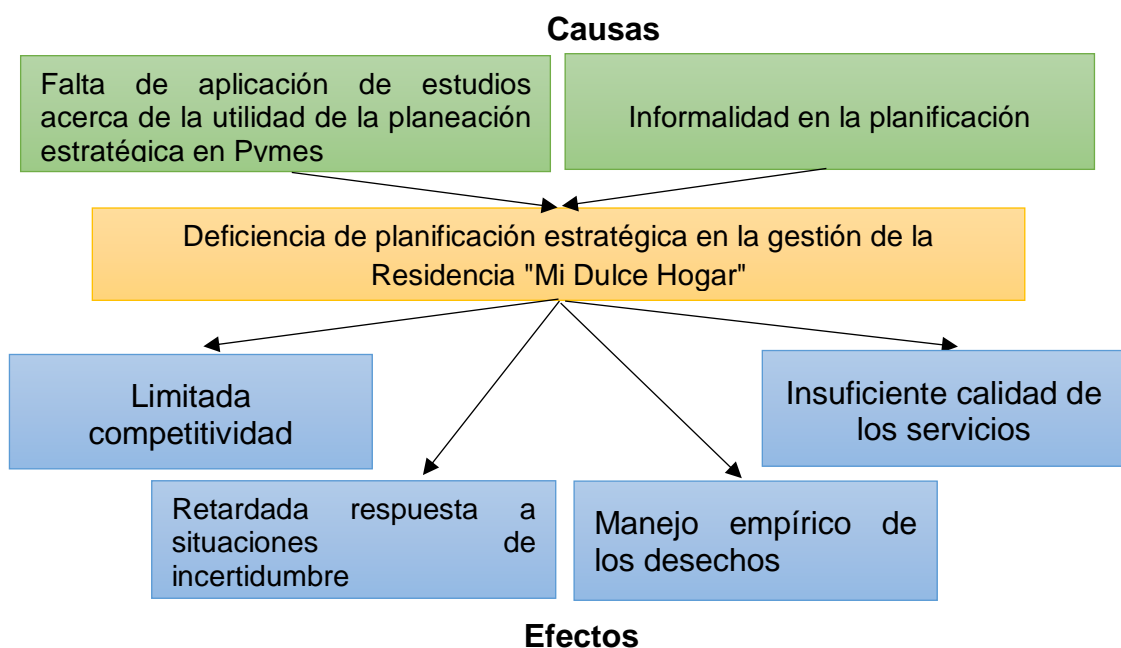 Causas
Falta de aplicación de estudios
acerca de la utilidad de la planeación
estratégica en Pymes
Informalidad en la planificación
Deficiencia de planificación estratégica en la gestión de la
Residencia "Mi Dulce Hogar"
Limitada
competitividad
Insuficiente calidad de
los servicios
Retardada respuesta a
situaciones de
incertidumbre
Manejo empírico de
los desechos
Efectos